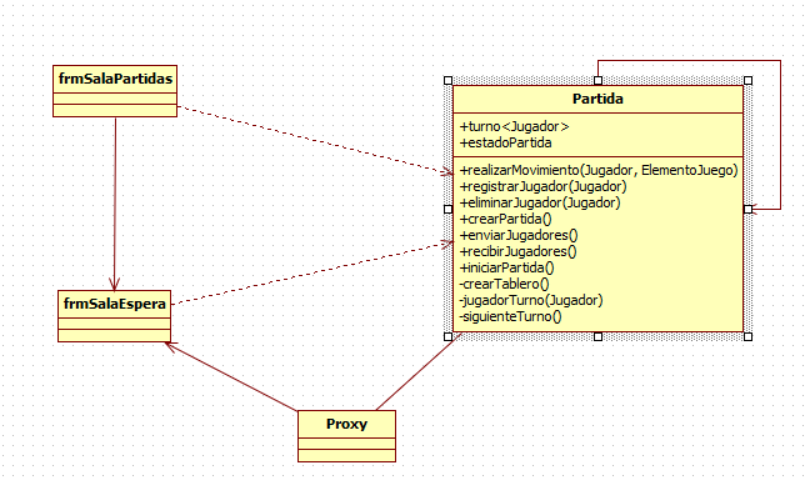 frmSalaPartidas
Partida
+turno<Jugador>
+estadoPartida
+realizarMovimiento(Jugador, ElementoJuego)
+registrarJugador(Jugador)
+eliminarJugador(Jugador)
+crearPartida()
+enviarJugadores()
+recibirJugadores()
+iniciarPartida()
-crearTablero()
-jugadorTurno(Jugador)
-siguienteTurno()
frmSalaEspera
Proxy